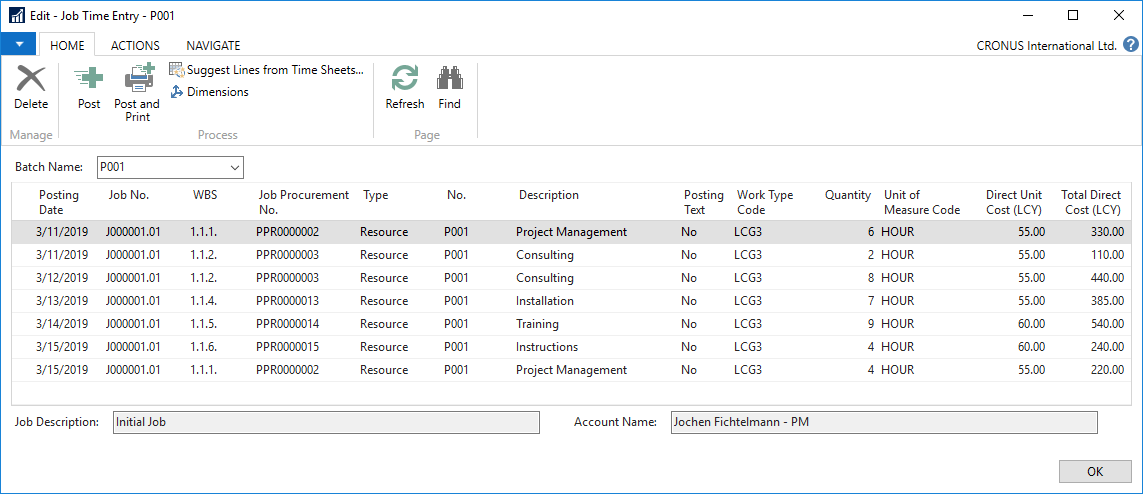 Edit - Job Time Entry - P001
HOME ACTIONS NAVIGATE CRONUS International Ltd. ?
Delete
Post
Post and
Print
Suggest Lines from Time Sheets...
Dimensions
Refresh
Find
Manage Process Page
Batch Name: P001
Posting Date Job No. WBS Job Procurement No. Type No. Description Posting Text Work Type Code Quantity Unit of Measure Code Direct Unit Cost (LCY) Total Direct Cost (LCY)
3/11/2019 J000001.01 1.1.1. PPR0000002 Resource P001 Project Management No LCG3 6 HOUR 55.00 330.00
3/11/2019 J000001.01 1.1.2. PPR0000003 Resource P001 Consulting No LCG3 2 HOUR 55.00 110.00
3/12/2019 J000001.01 1.1.2. PPR0000003 Resource P001 Consulting No LCG3 8 HOUR 55.00 440.00
3/13/2019 J000001.01 1.1.4. PPR0000013 Resource P001 Installation No LCG3 7 HOUR 55.00 385.00
3/14/2019 J000001.01 1.1.5. PPR0000014 Resource P001 Training No LCG3 9 HOUR 60.00 540.00
3/15/2019 J000001.01 1.1.6. PPR0000015 Resource P001 Instructions No LCG3 4 HOUR 60.00 240.00
3/15/2019 J000001.01 1.1.1. PPR0000002 Resource P001 Project Management No LCG3 4 HOUR 55.00 220.00
Job Description: Initial Job Account Name: Jochen Fichtelmann - PM
OK